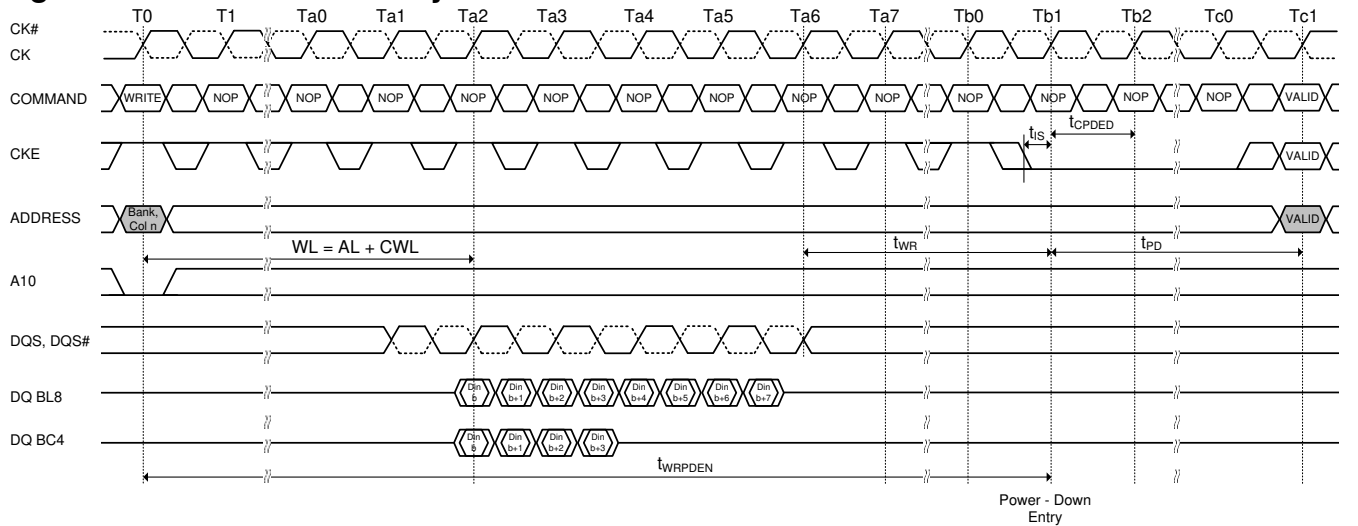 T0 T1 Ta0 Ta1 Ta2 Ta3 Ta4 Ta5 Ta6 Ta7 Tb0 Tb1 Tb2 Tc0 Tc1
CK#
CK
COMMAND WRITE NOP NOP NOP NOP NOP NOP NOP NOP NOP NOP NOP NOP NOP VALID
tIS tCPDED
CKE VALID
ADDRESS Bank, Col n VALID
WL = AL + CWL tWR tPD
A10
DQS, DQS#
DQ BL8 Din b Din b+1 Din b+2 Din b+3 Din b+4 Din b+5 Din b+6 Din b+7
DQ BC4 Din b Din b+1 Din b+2 Din b+3
tWRPDEN
Power - Down
Entry